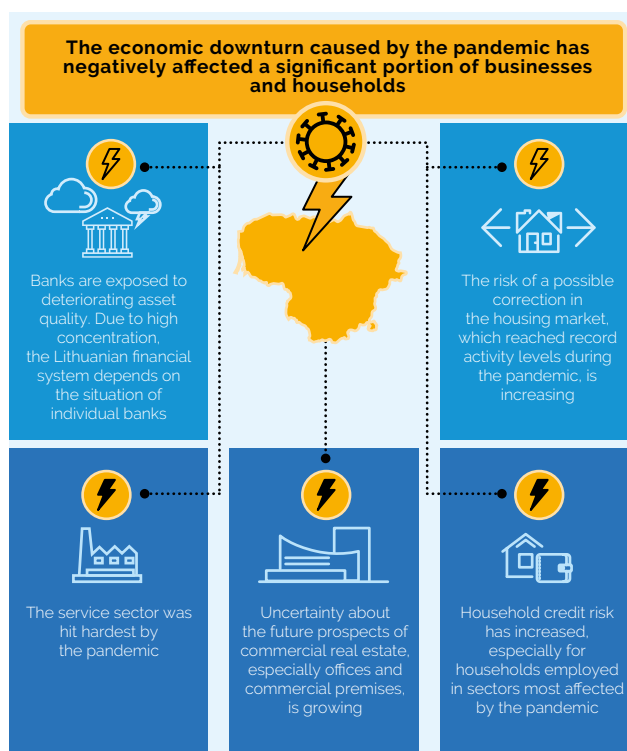 The economic downturn caused by the pandemic has
negatively affected a significant portion of businesses
and households
Banks are exposed to
deteriorating asset
quality. Due to high
concentration,
the Lithuanian financial
system depends on
the situation of
individual banks
The risk of a possible
correction in
the housing market,
which reached record
activity levels during
the pandemic, is
increasing
The service sector was
hit hardest by
the pandemic
Uncertainty about
the future prospects of
commercial real estate,
especially offices and
commercial premises,
is growing
Household credit risk
has increased,
especially for
households employed
in sectors most affected
by the pandemic